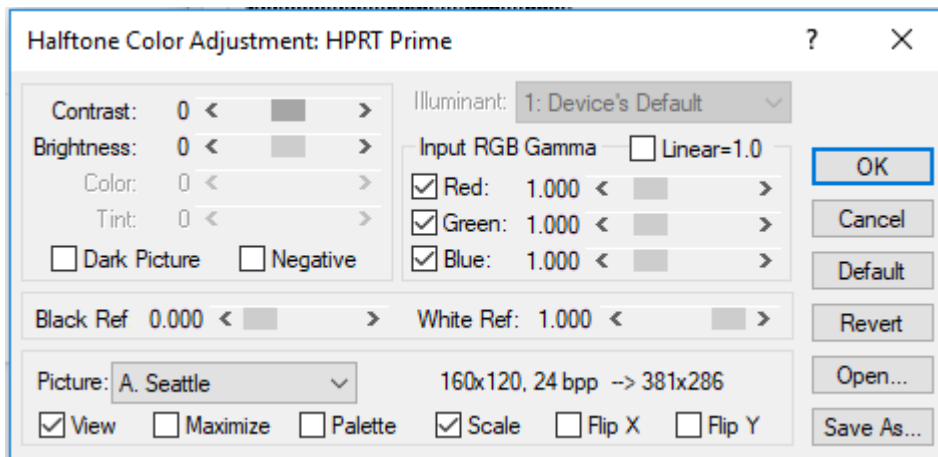 Halftone Color Adjustment: HPRT Prime ? ×
Contrast: 0 < >
Brightness: 0 < >
Color: 0 < >
Tint: 0 < >
Dark Picture Negative
Illuminant: 1: Device's Default
Input RGB Gamma Linear=1.0
Red: 1.000 < >
Green: 1.000 < >
Blue: 1.000 < >
Black Ref 0.000 < > White Ref: 1.000 < >
Picture: A. Seattle 160x120, 24 bpp --> 381x286
View Maximize Palette Scale Flip X Flip Y
OK
Cancel
Default
Revert
Open...
Save As...